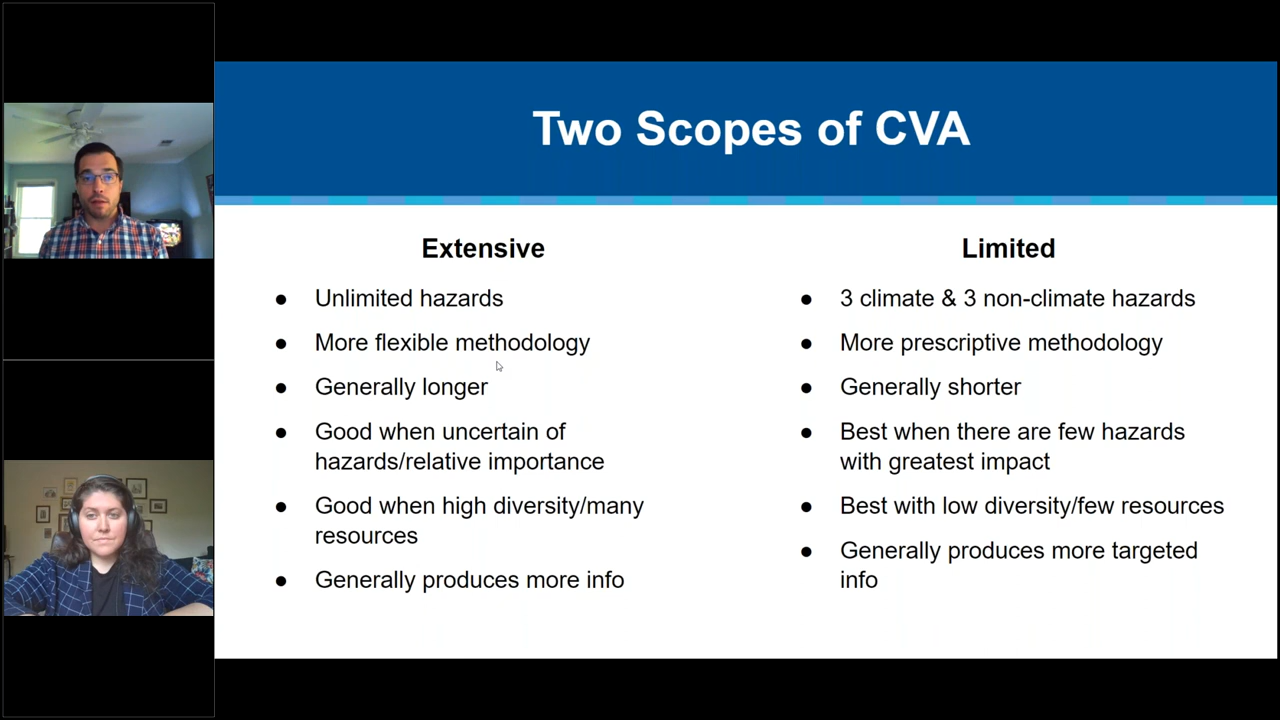 Two Scopes of CVA
Extensive
● Unlimited hazards
● More flexible methodology
● Generally longer
● Good when uncertain of
hazards/relative importance
● Good when high diversity/many
resources
● Generally produces more info
Limited
● 3 climate & 3 non-climate hazards
● More prescriptive methodology
● Generally shorter
● Best when there are few hazards
with greatest impact
● Best with low diversity/few resources
● Generally produces more targeted
info